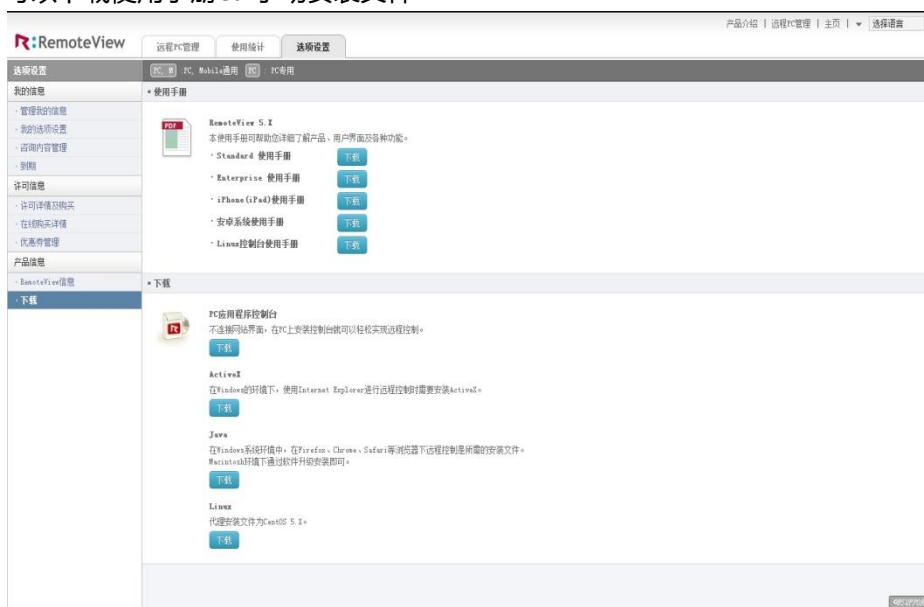 产品介绍 | 远程PC管理 | 主页 | ▼ 选择语言
R:RemoteView
远程PC管理 使用统计 选项设置
选项设置
PC, M :PC, Mobile通用 PC : PC专用
我的信息
· 管理我的信息
· 我的选项设置
· 咨询内容管理
· 到期
许可信息
· 许可详情及购买
· 在线购买详情
· 优惠券管理
产品信息
· RemoteView信息
· 下载
▪ 使用手册
PDF
RemoteView 5.X
本使用手册可帮助您详细了解产品、用户界面及各种功能。
· Standard 使用手册 下载
· Enterprise 使用手册 下载
· iPhone(iPad)使用手册 下载
· 安卓系统使用手册 下载
· Linux控制台使用手册 下载
▪ 下载
PC应用程序控制台
不连接网站界面，在PC上安装控制台就可以轻松实现远程控制。
下载
ActiveX
在Windows的环境下，使用Internet Explorer进行远程控制时需要安装ActiveX。
下载
Java
在Windows系统环境中，在Firefox、Chrome、Safari等浏览器下远程控制是所需的安装文件。
Macintosh环境下通过软件升级安装即可。
下载
Linux
代理安装文件为CentOS 5.X。
下载